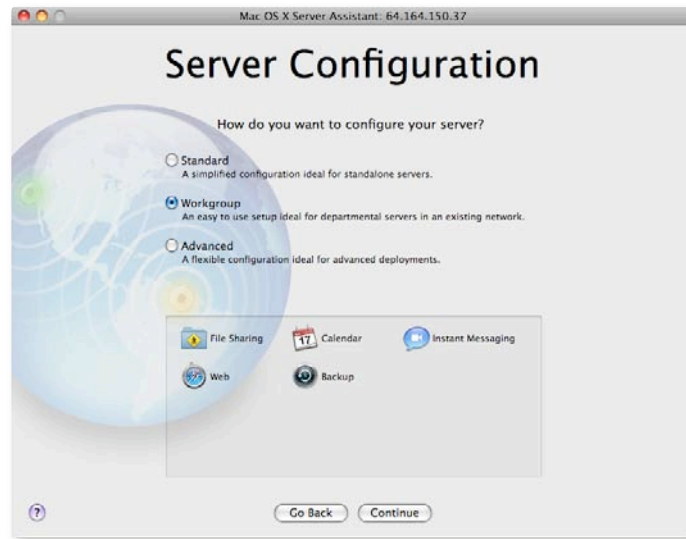 Mac OS X Server Assistant: 64.164.150.37
Server Configuration
How do you want to configure your server?
Standard
A simplified configuration ideal for standalone servers.
Workgroup
An easy to use setup ideal for departmental servers in an existing network.
Advanced
A flexible configuration ideal for advanced deployments.
File Sharing
17
Calendar
Instant Messaging
Web
Backup
?
Go Back
Continue